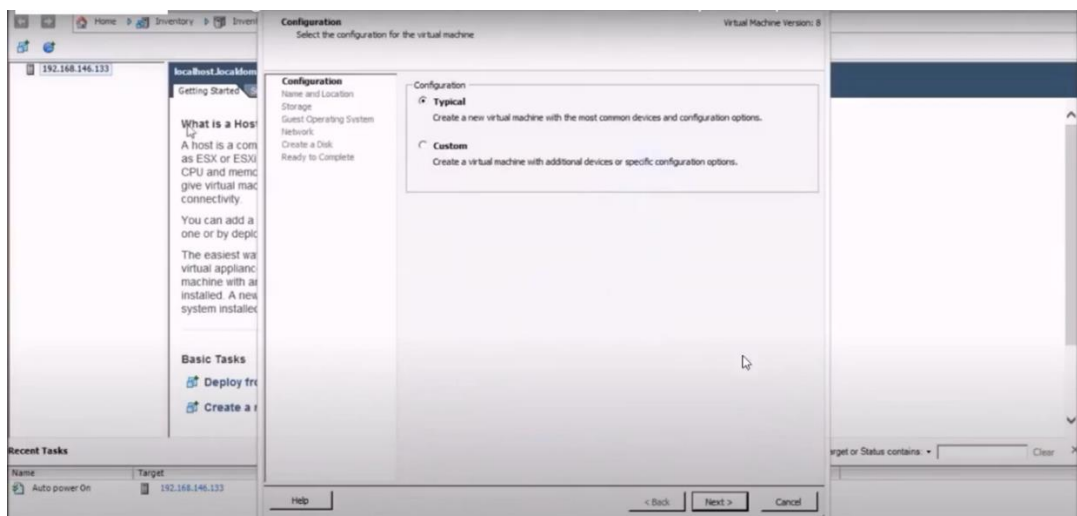 Home
Inventory
Invent
Configuration
Select the configuration for the virtual machine
Virtual Machine Version: 8
192.168.146.133
localhost.localdom
Getting Started
What is a Hos
A host is a com
as ESX or ESXi
CPU and memo
give virtual mac
connectivity.
You can add a
one or by deplo
The easiest wa
virtual applianc
machine with an
installed. A new
system installed
Basic Tasks
Deploy fro
Create a n
Configuration
Name and Location
Storage
Guest Operating System
Network
Create a Disk
Ready to Complete
Configuration
Typical
Create a new virtual machine with the most common devices and configuration options.
Custom
Create a virtual machine with additional devices or specific configuration options.
Recent Tasks
arget or Status contains:
Clear
Name
Target
Auto power On
192.168.146.133
Help
< Back
Next >
Cancel